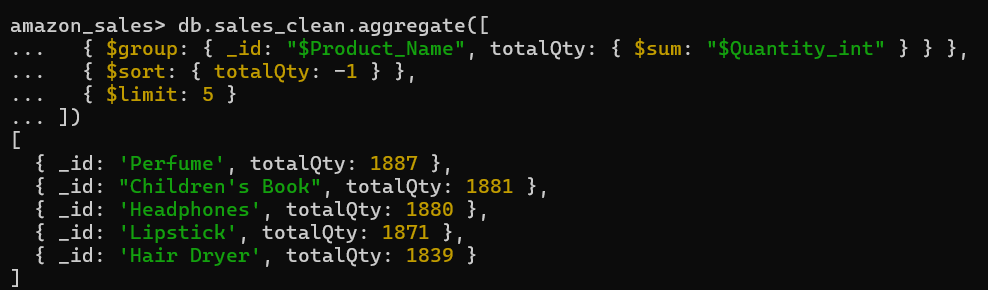 amazon_sales> db.sales_clean.aggregate([
...   { $group: { _id: "$Product_Name", totalQty: { $sum: "$Quantity_int" } } },
...   { $sort: { totalQty: -1 } },
...   { $limit: 5 }
... ])
[
  { _id: 'Perfume', totalQty: 1887 },
  { _id: "Children's Book", totalQty: 1881 },
  { _id: 'Headphones', totalQty: 1880 },
  { _id: 'Lipstick', totalQty: 1871 },
  { _id: 'Hair Dryer', totalQty: 1839 }
]